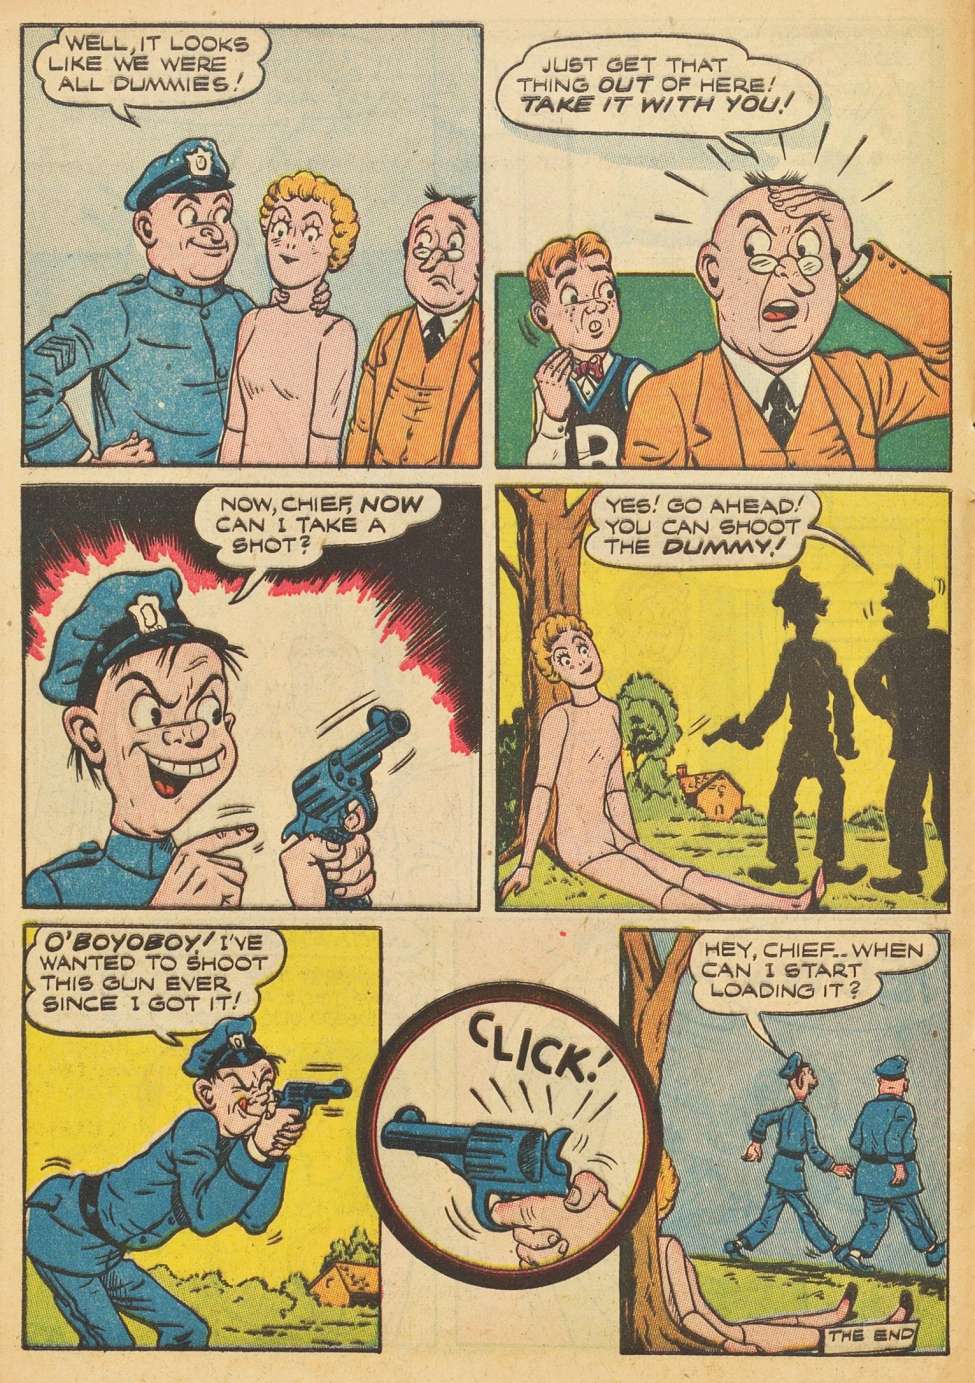 WELL, IT LOOKS
LIKE WE WERE
ALL DUMMIES!
JUST GET THAT
THING OUT OF HERE!
TAKE IT WITH YOU!
R
NOW, CHIEF, NOW
CAN I TAKE A
SHOT?
YES! GO AHEAD!
YOU CAN SHOOT
THE DUMMY!
O'BOYOBOY! I'VE
WANTED TO SHOOT
THIS GUN EVER
SINCE I GOT IT!
CLICK!
HEY, CHIEF.. WHEN
CAN I START
LOADING IT?
THE END